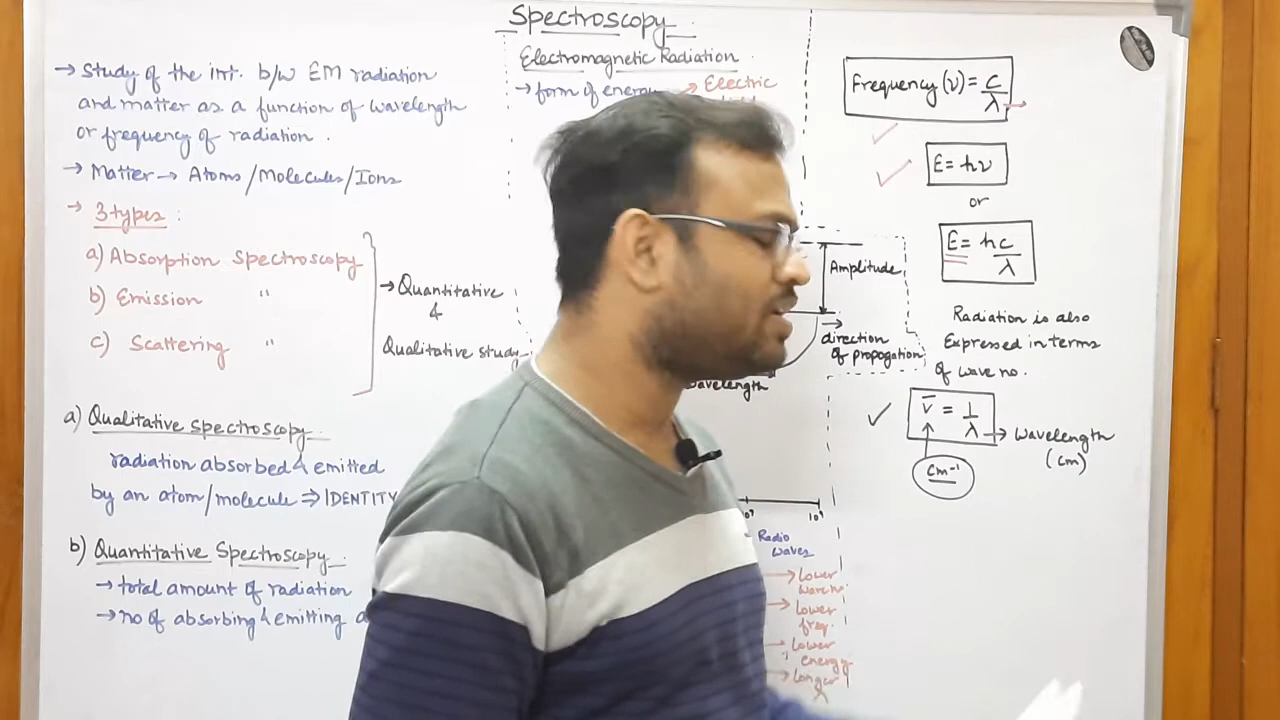 Spectroscopy
→ Study of the int. b/w EM radiation
and matter as a function of wavelength
or frequency of radiation.
→ Matter → Atoms/Molecules/Ions
→ 3 types :
a) Absorption Spectroscopy
b) Emission "
c) Scattering "
→ Quantitative
&
Qualitative study
a) Qualitative spectroscopy.
radiation absorbed & emitted
by an atom/molecule ⇒ IDENTITY
b) Quantitative Spectroscopy.
→ total amount of radiation
→ no of absorbing & emitting
Electromagnetic Radiation
→ form of energy → Electric
Amplitude
direction
of propogation
wavelength
10⁹
Radio
waves
→ lower
→ lower
freq.
→ lower
energy
→ longer
λ
Frequency (ν) = c/λ →
E = hν
or
E = hc/λ
Radiation is also
Expressed in terms
of wave no.
ν̄ = 1/λ → Wavelength
(cm)
cm⁻¹